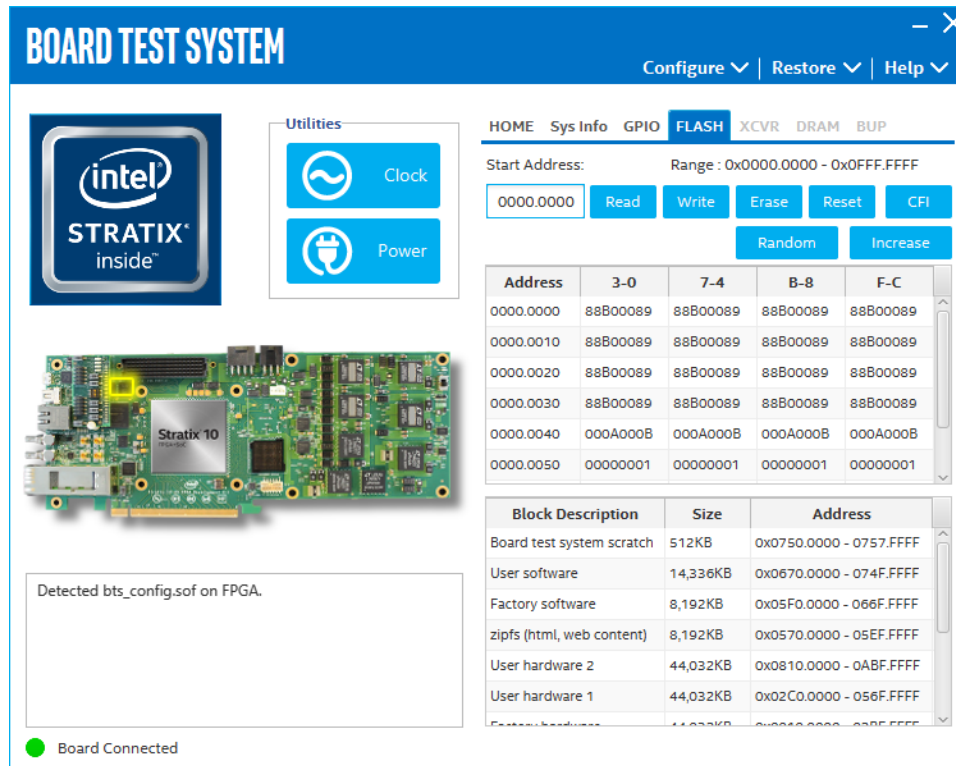 BOARD TEST SYSTEM
Configure | Restore | Help
intel
STRATIX
inside™
Utilities
Clock
Power
HOME Sys Info GPIO FLASH XCVR DRAM BUP
Start Address: Range : 0x0000.0000 - 0x0FFF.FFFF
0000.0000 Read Write Erase Reset CFI
Random Increase
Address 3-0 7-4 B-8 F-C
0000.0000 88B00089 88B00089 88B00089 88B00089
0000.0010 88B00089 88B00089 88B00089 88B00089
0000.0020 88B00089 88B00089 88B00089 88B00089
0000.0030 88B00089 88B00089 88B00089 88B00089
0000.0040 000A000B 000A000B 000A000B 000A000B
0000.0050 00000001 00000001 00000001 00000001
Stratix 10
Block Description Size Address
Board test system scratch 512KB 0x0750.0000 - 0757.FFFF
User software 14,336KB 0x0670.0000 - 074F.FFFF
Factory software 8,192KB 0x05F0.0000 - 066F.FFFF
zipfs (html, web content) 8,192KB 0x0570.0000 - 05EF.FFFF
User hardware 2 44,032KB 0x0810.0000 - 0ABF.FFFF
User hardware 1 44,032KB 0x02C0.0000 - 056F.FFFF
Detected bts_config.sof on FPGA.
Board Connected